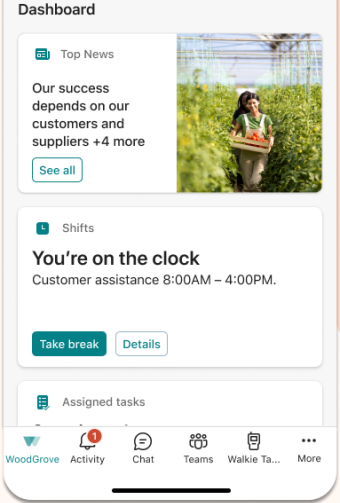 Dashboard
Top News
Our success
depends on our
customers and
suppliers +4 more
See all
Shifts
You're on the clock
Customer assistance 8:00AM – 4:00PM.
Take break Details
Assigned tasks
1
WoodGrove Activity Chat Teams Walkie Ta... More